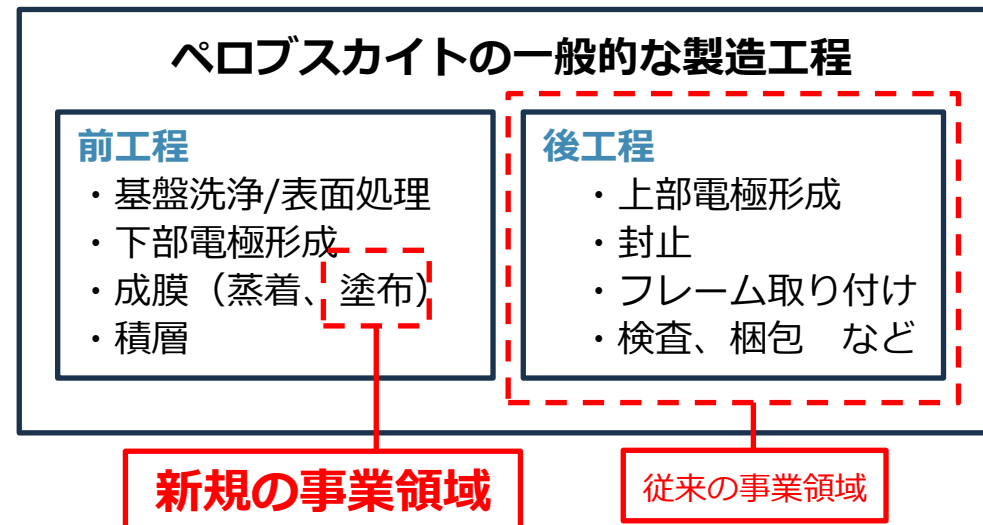 ペロブスカイトの一般的な製造工程
前工程
・基盤洗浄/表面処理
・下部電極形成
・成膜（蒸着、塗布）
・積層
後工程
・上部電極形成
・封止
・フレーム取り付け
・検査、梱包　など
新規の事業領域
従来の事業領域